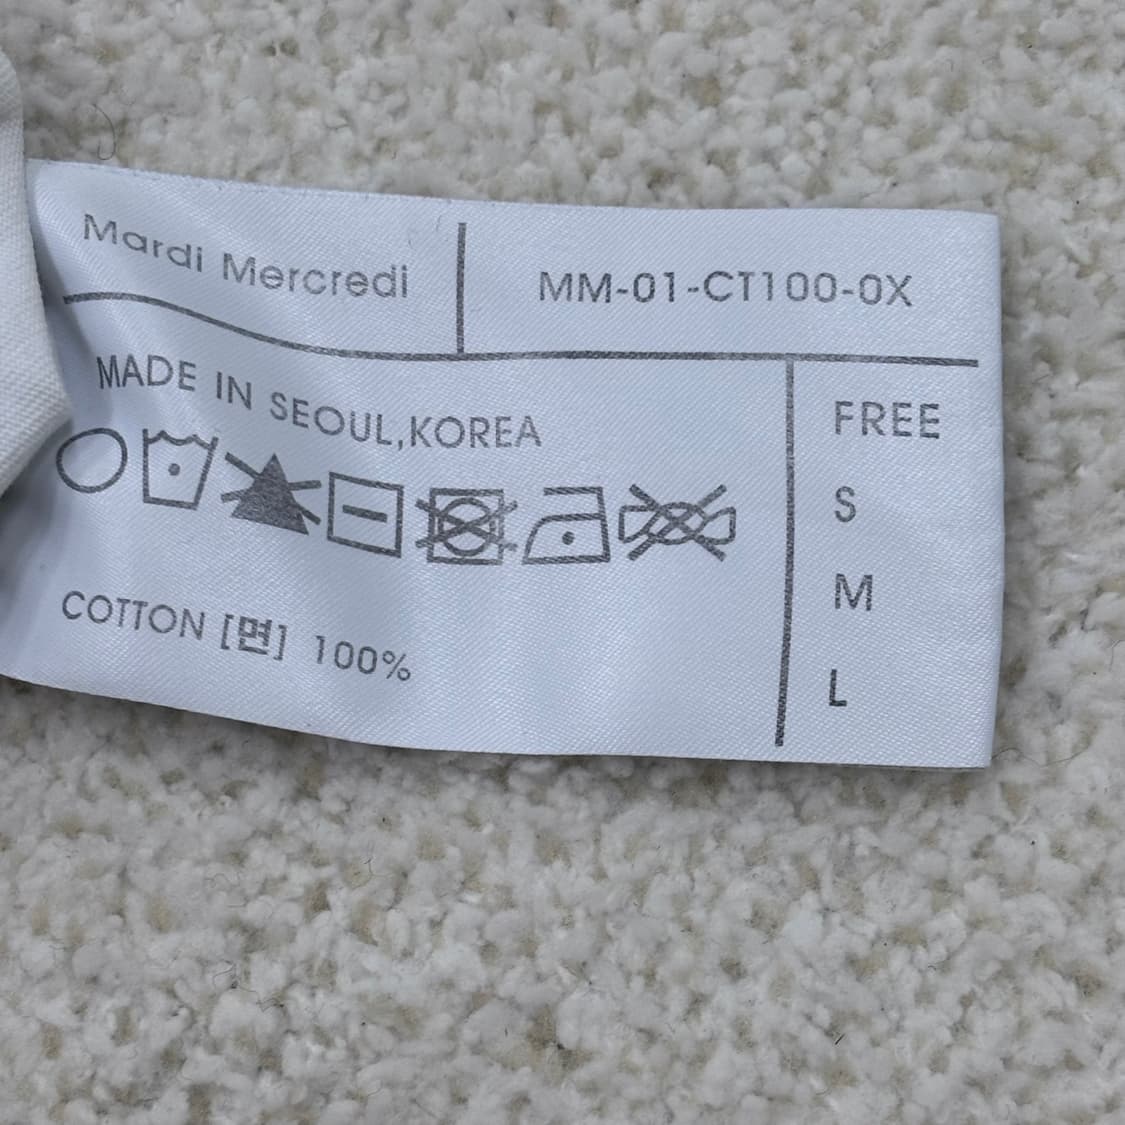 Mardi Mercredi
MM-01-CT100-0X
MADE IN SEOUL,KOREA
COTTON [면] 100%
FREE
S
M
L